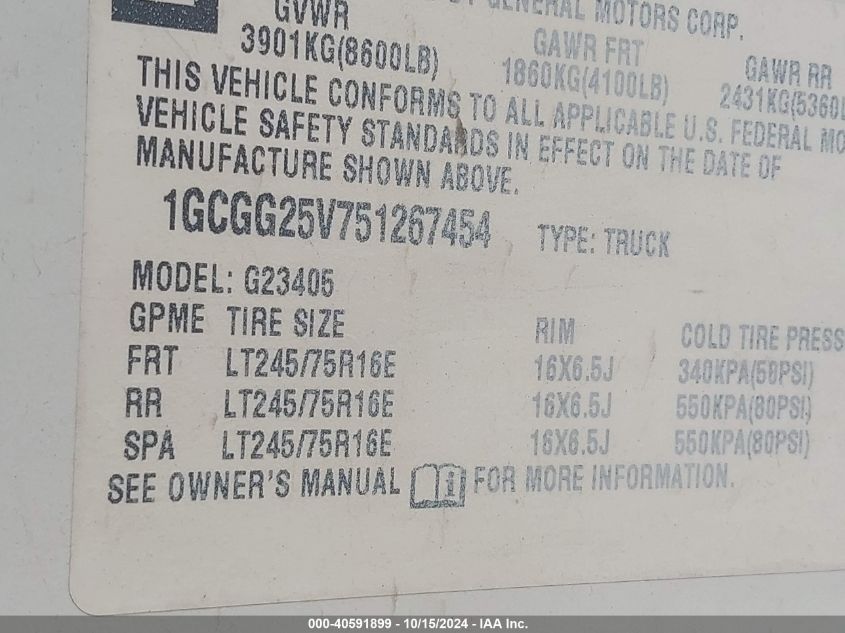 GENERAL MOTORS CORP.
GVWR GAWR FRT GAWR RR
3901KG(8600LB) 1860KG(4100LB) 2431KG(5360L
THIS VEHICLE CONFORMS TO ALL APPLICABLE U.S. FEDERAL MO
VEHICLE SAFETY STANDARDS IN EFFECT ON THE DATE OF
MANUFACTURE SHOWN ABOVE.
1GCGG25V751267454 TYPE: TRUCK
MODEL: G23405
GPME TIRE SIZE RIM COLD TIRE PRESS
FRT LT245/75R16E 16X6.5J 340KPA(50PSI)
RR LT245/75R16E 16X6.5J 550KPA(80PSI)
SPA LT245/75R16E 16X6.5J 550KPA(80PSI)
SEE OWNER'S MANUAL FOR MORE INFORMATION.
000-40591899 - 10/15/2024 - IAA Inc.